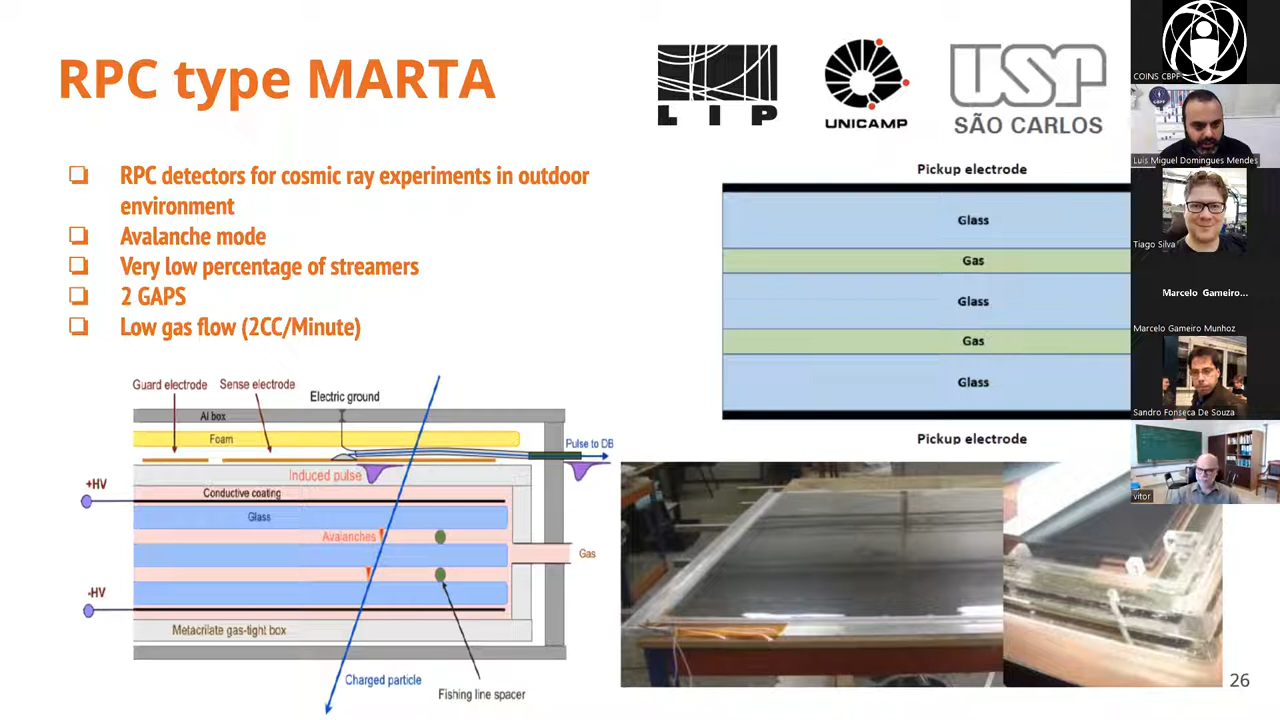 RPC type MARTA
LIP
UNICAMP
USP
SÃO CARLOS
❏ RPC detectors for cosmic ray experiments in outdoor
environment
❏ Avalanche mode
❏ Very low percentage of streamers
❏ 2 GAPS
❏ Low gas flow (2CC/Minute)
Pickup electrode
Glass
Gas
Glass
Gas
Glass
Pickup electrode
Guard electrode
Sense electrode
Electric ground
Al box
Foam
Pulse to DB
Induced pulse
+HV
Conductive coating
Glass
Avalanches
Gas
-HV
Metacrilate gas-tight box
Charged particle
Fishing line spacer
COINS CBPF
Luis Miguel Domingues Mendes
Tiago Silva
Marcelo Gameiro...
Marcelo Gameiro Munhoz
Sandro Fonseca De Souza
vitor
26